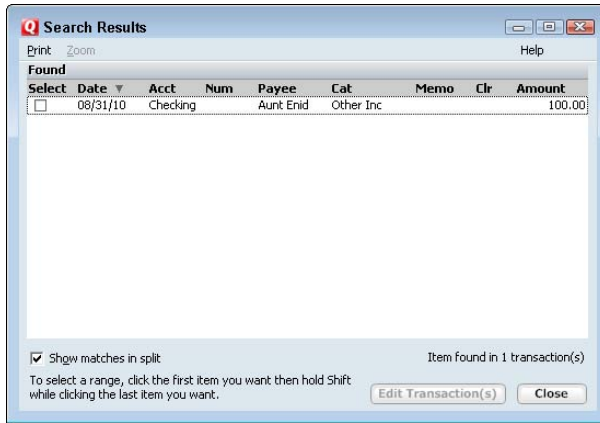 Search Results
Print Zoom Help
Found
Select Date Acct Num Payee Cat Memo Clr Amount
08/31/10 Checking Aunt Enid Other Inc 100.00
Show matches in split Item found in 1 transaction(s)
To select a range, click the first item you want then hold Shift
while clicking the last item you want. Edit Transaction(s) Close